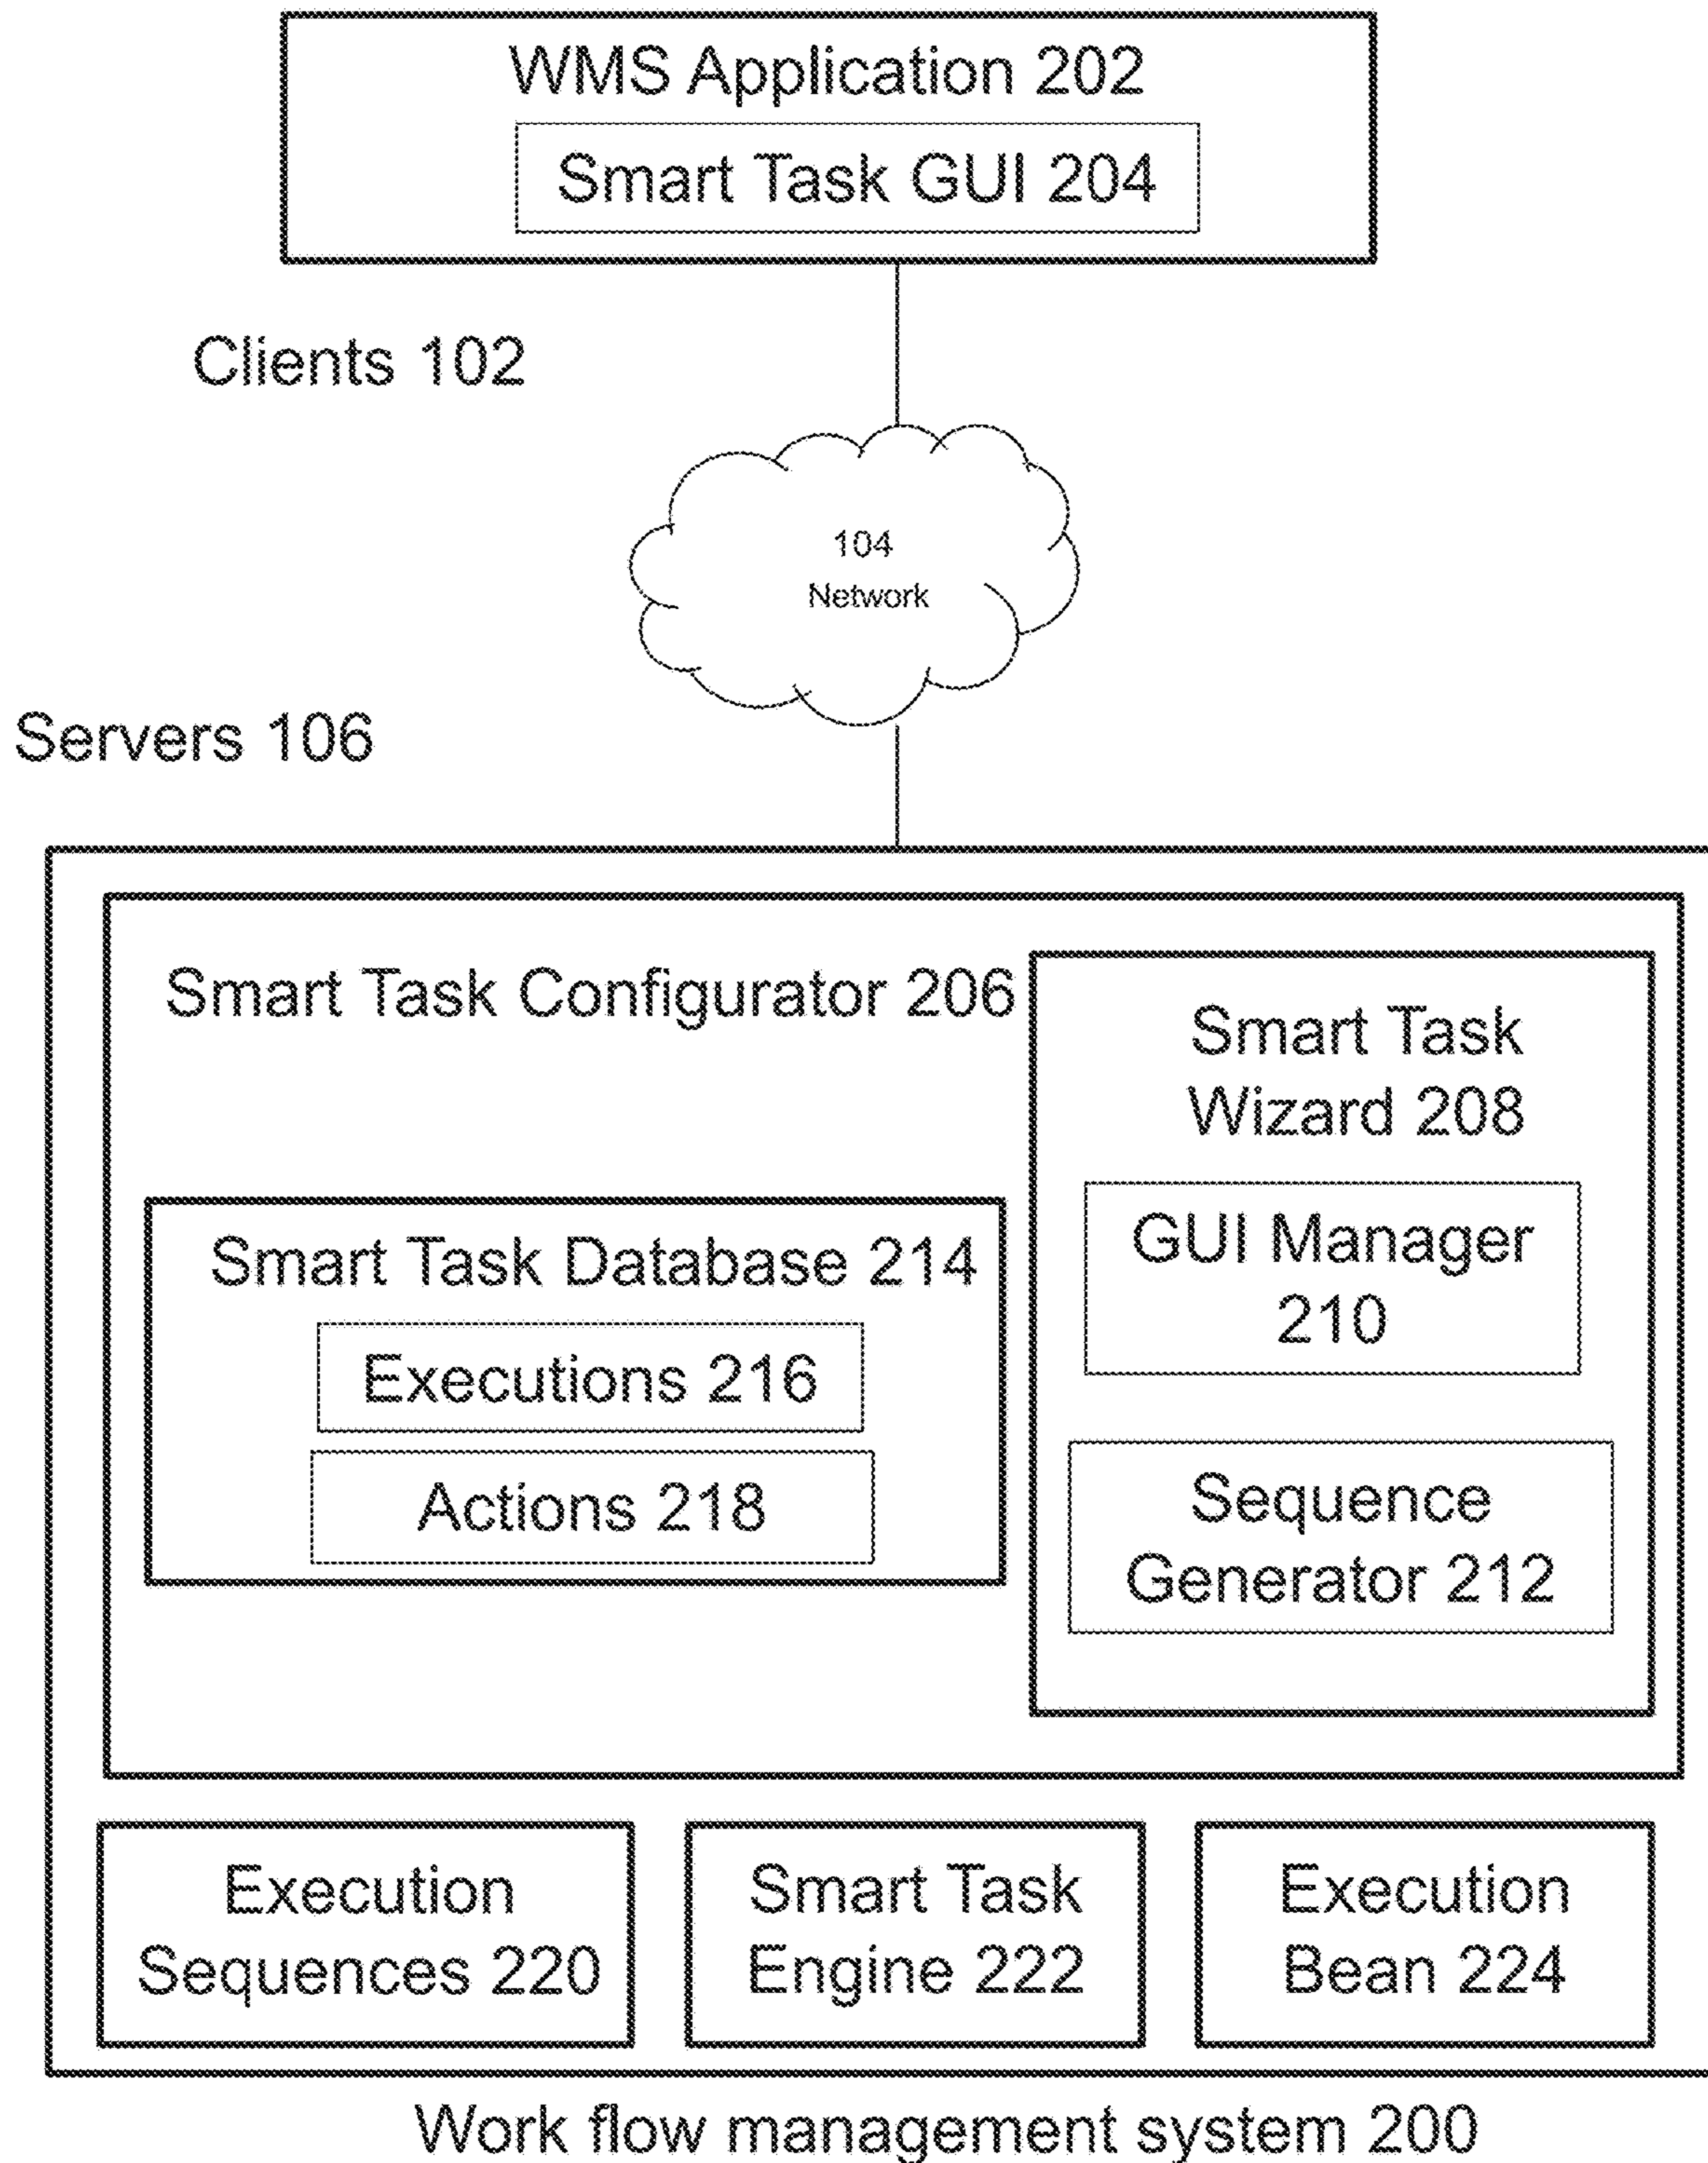 WMS Application 202
Smart Task GUI 204
Clients 102
104
Network
Servers 106
Smart Task Configurator 206
Smart Task
Wizard 208
GUI Manager
210
Sequence
Generator 212
Smart Task Database 214
Executions 216
Actions 218
Execution
Sequences 220
Smart Task
Engine 222
Execution
Bean 224
Work flow management system 200